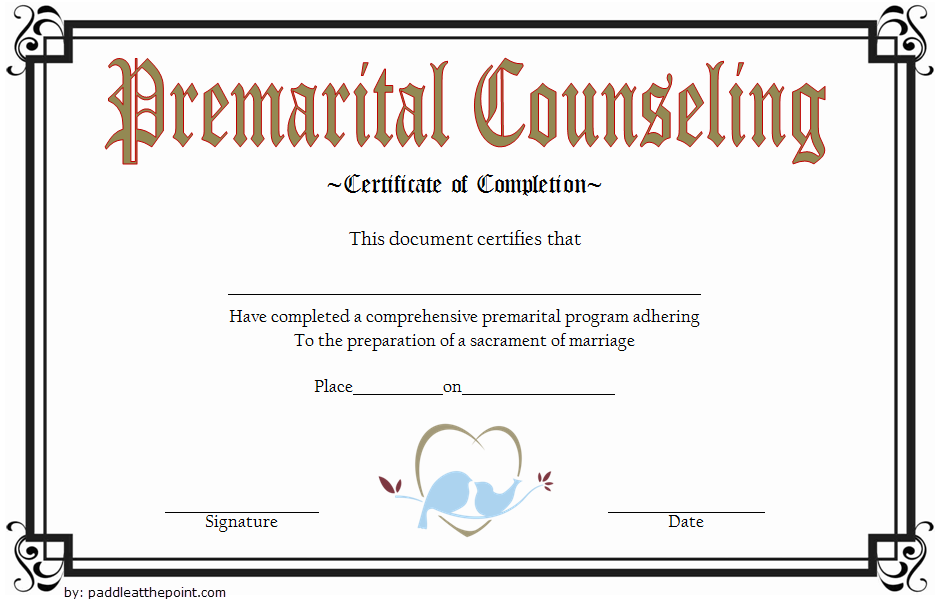 Premarital Counseling
~Certificate of Completion~
This document certifies that
Have completed a comprehensive premarital program adhering
To the preparation of a sacrament of marriage
Place__________on_________________
Signature
Date
by: paddleatthepoint.com